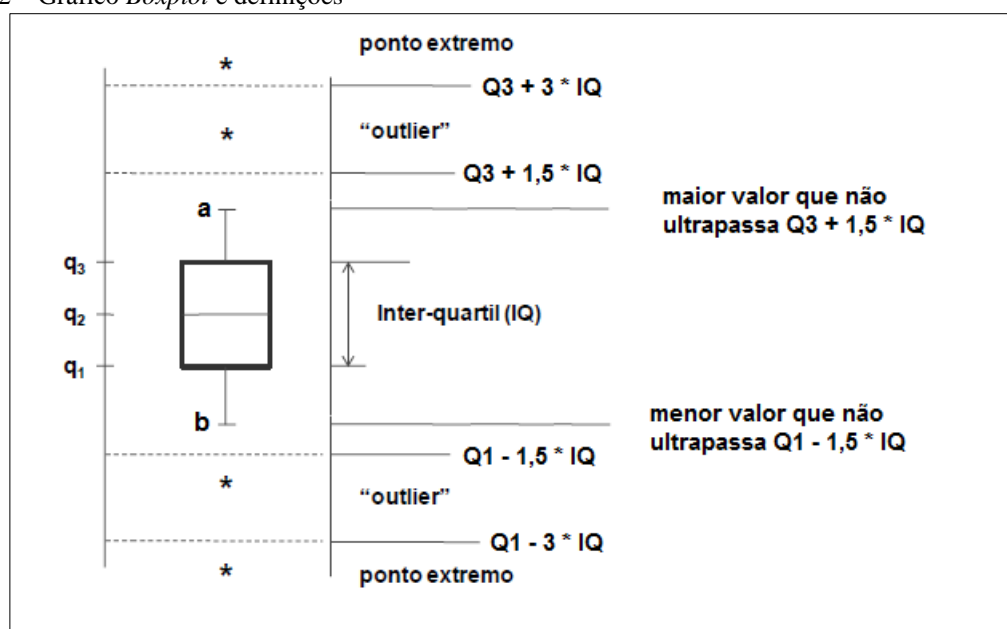 2 – Gráfico Boxplot e definições
ponto extremo
*
Q3 + 3 * IQ
*
“outlier”
Q3 + 1,5 * IQ
a
maior valor que não
ultrapassa Q3 + 1,5 * IQ
q3
q2
Inter-quartil (IQ)
q1
b
menor valor que não
ultrapassa Q1 - 1,5 * IQ
Q1 - 1,5 * IQ
*
“outlier”
Q1 - 3 * IQ
*
ponto extremo